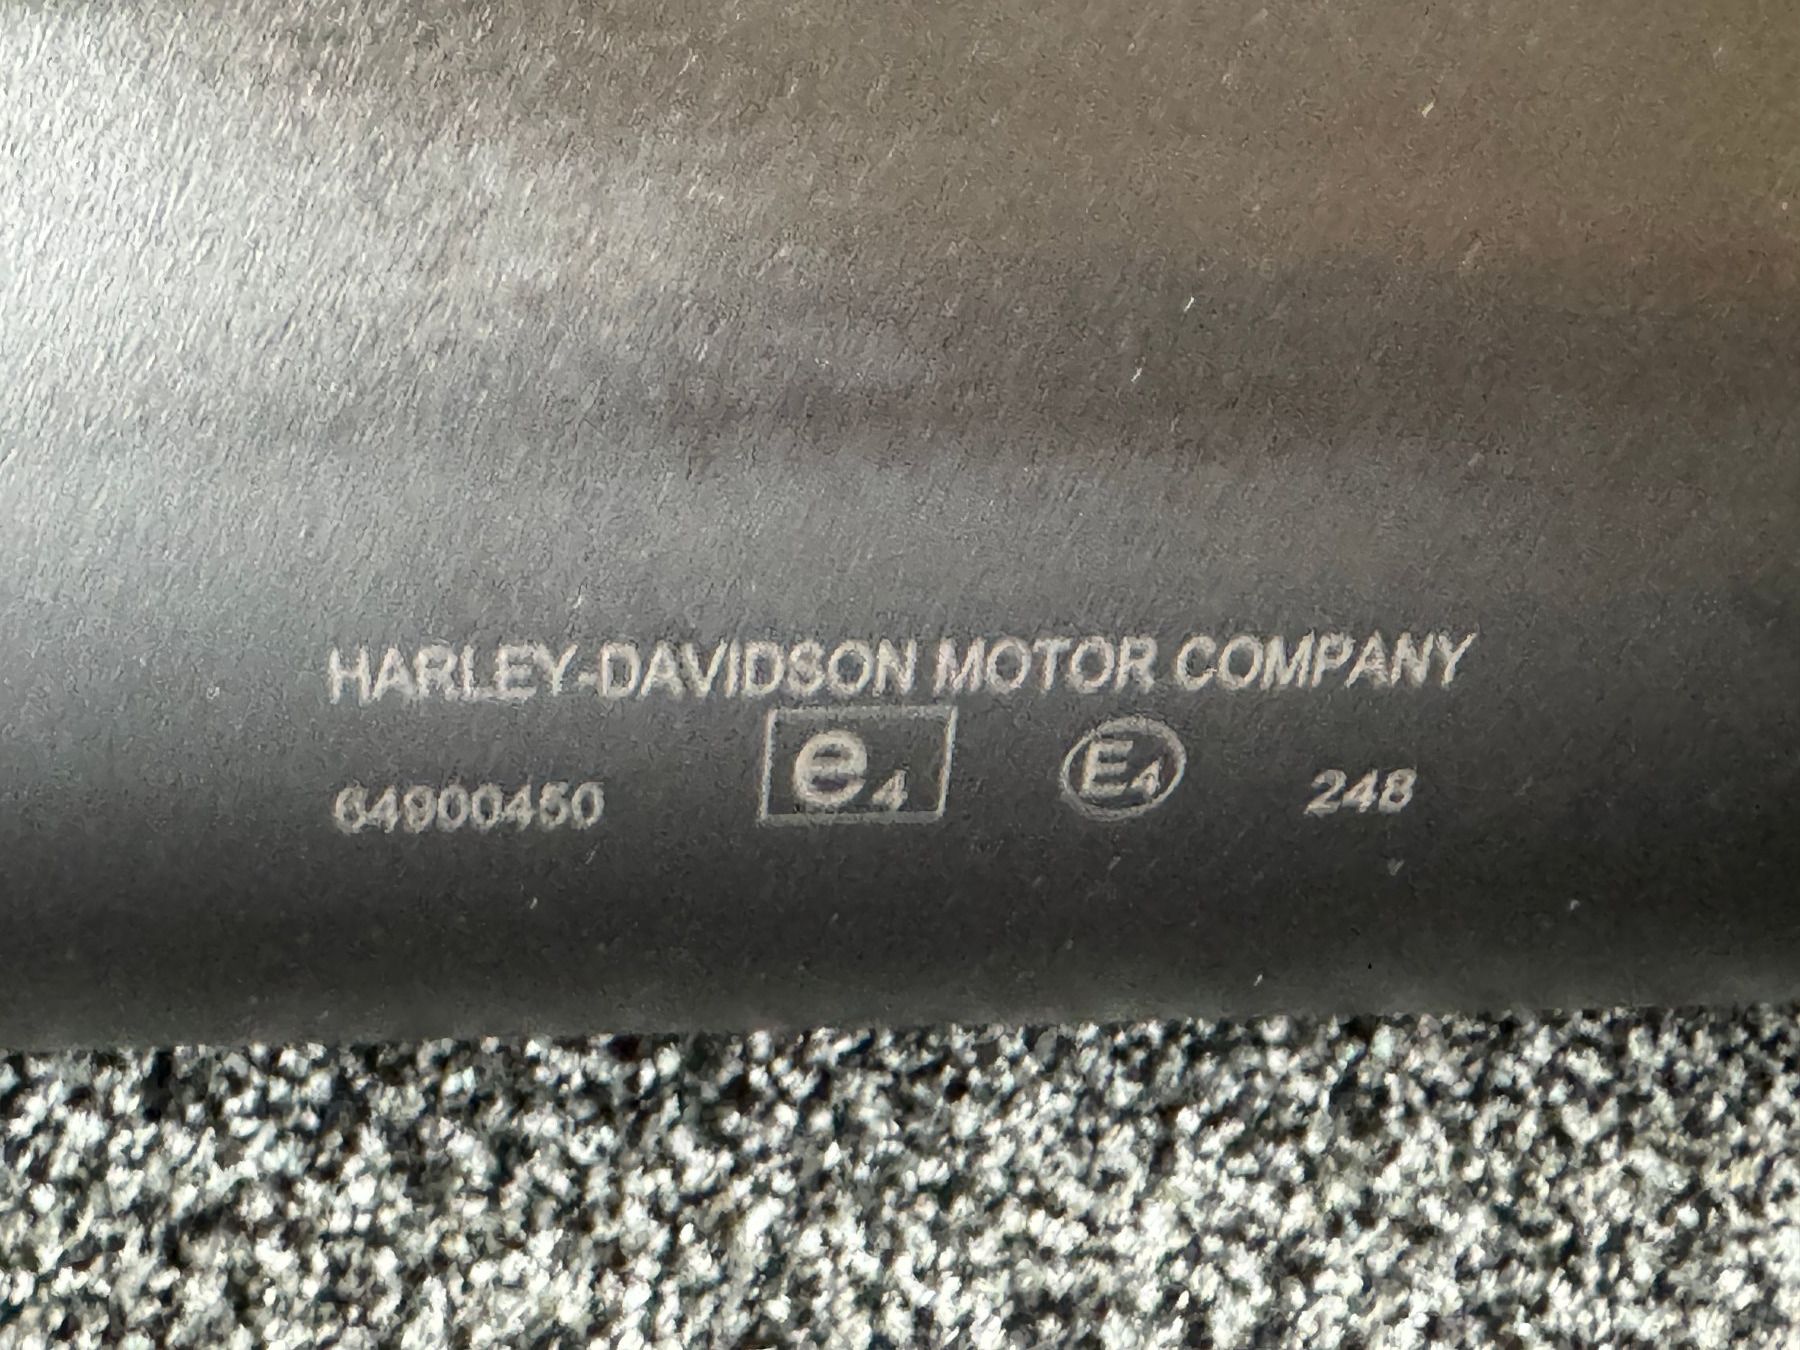 HARLEY-DAVIDSON MOTOR COMPANY
64900450 e4 E4 248